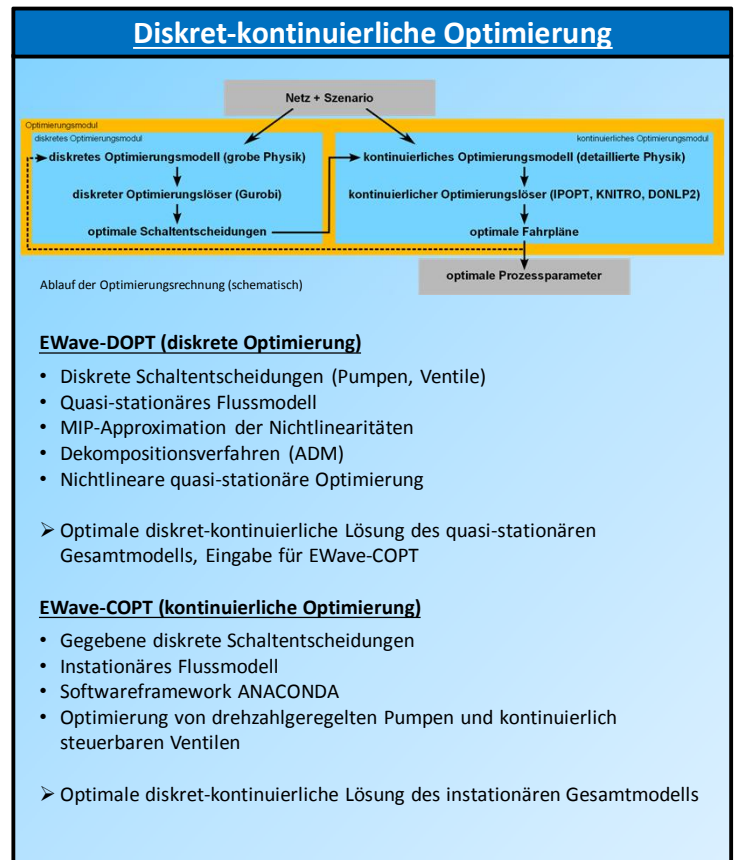 Diskret-kontinuierliche Optimierung
Netz + Szenario
Optimierungsmodul
diskretes Optimierungsmodul
kontinuierliches Optimierungsmodul
diskretes Optimierungsmodell (grobe Physik)
kontinuierliches Optimierungsmodell (detaillierte Physik)
diskreter Optimierungslöser (Gurobi)
kontinuierlicher Optimierungslöser (IPOPT, KNITRO, DONLP2)
optimale Schaltentscheidungen
optimale Fahrpläne
optimale Prozessparameter
Ablauf der Optimierungsrechnung (schematisch)
EWave-DOPT (diskrete Optimierung)
• Diskrete Schaltentscheidungen (Pumpen, Ventile)
• Quasi-stationäres Flussmodell
• MIP-Approximation der Nichtlinearitäten
• Dekompositionsverfahren (ADM)
• Nichtlineare quasi-stationäre Optimierung
➢ Optimale diskret-kontinuierliche Lösung des quasi-stationären
Gesamtmodells, Eingabe für EWave-COPT
EWave-COPT (kontinuierliche Optimierung)
• Gegebene diskrete Schaltentscheidungen
• Instationäres Flussmodell
• Softwareframework ANACONDA
• Optimierung von drehzahlgeregelten Pumpen und kontinuierlich
steuerbaren Ventilen
➢ Optimale diskret-kontinuierliche Lösung des instationären Gesamtmodells